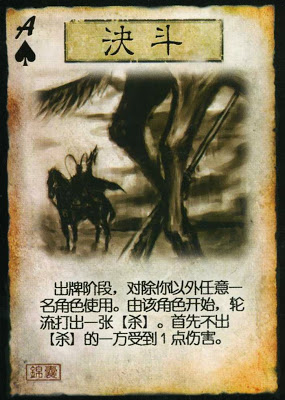 A
決斗
出牌阶段，对除你以外任意一
名角色使用。由该角色开始，轮
流打出一张【杀】。首先不出
【杀】的一方受到1点伤害。
錦囊